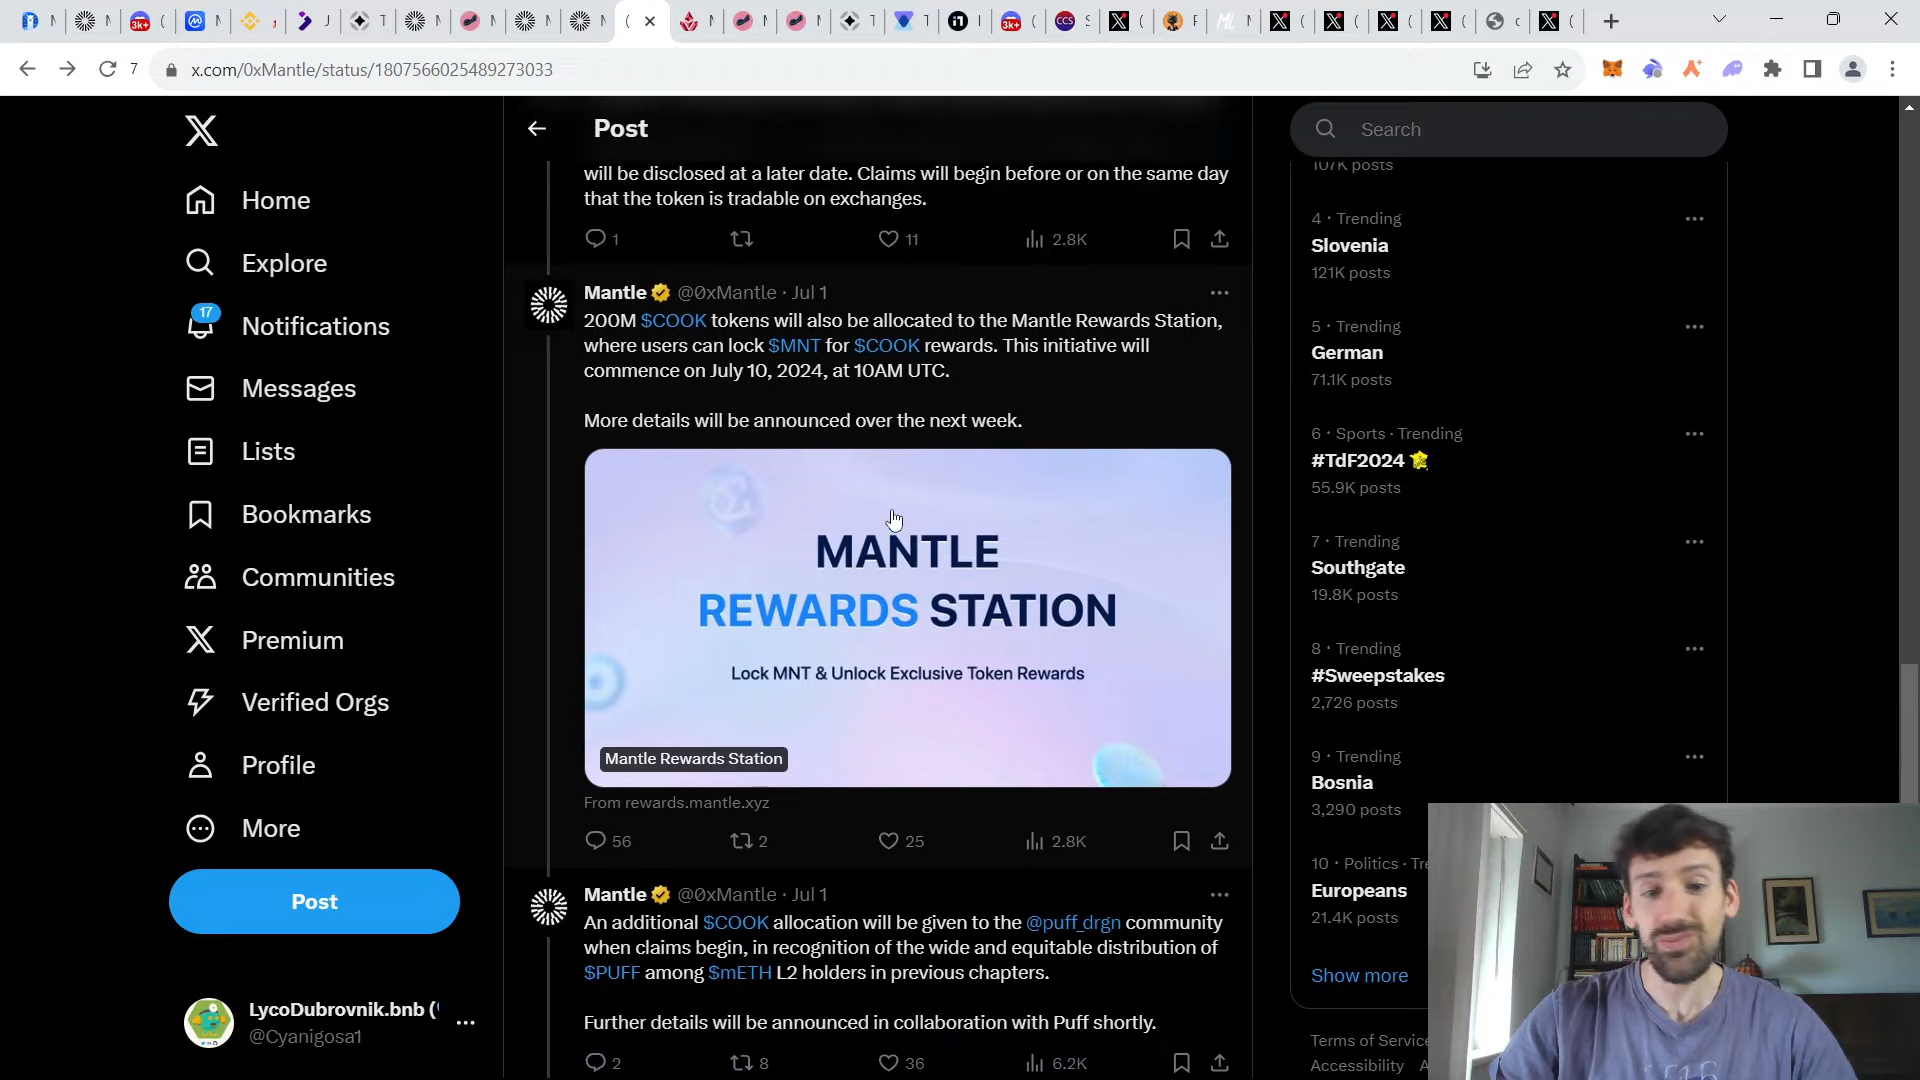 7
x.com/0xMantle/status/1807566025489273033
Post
Search
Home
Explore
17
Notifications
Messages
Lists
Bookmarks
Communities
Premium
Verified Orgs
Profile
More
Post
LycoDubrovnik.bnb
@Cyanigosa1
will be disclosed at a later date. Claims will begin before or on the same day
that the token is tradable on exchanges.
1 11 2.8K
Mantle @0xMantle · Jul 1
200M $COOK tokens will also be allocated to the Mantle Rewards Station,
where users can lock $MNT for $COOK rewards. This initiative will
commence on July 10, 2024, at 10AM UTC.
More details will be announced over the next week.
MANTLE
REWARDS STATION
Lock MNT & Unlock Exclusive Token Rewards
Mantle Rewards Station
From rewards.mantle.xyz
56 2 25 2.8K
Mantle @0xMantle · Jul 1
An additional $COOK allocation will be given to the @puff_drgn community
when claims begin, in recognition of the wide and equitable distribution of
$PUFF among $mETH L2 holders in previous chapters.
Further details will be announced in collaboration with Puff shortly.
2 8 36 6.2K
107K posts
4 · Trending
Slovenia
121K posts
5 · Trending
German
71.1K posts
6 · Sports · Trending
#TdF2024
55.9K posts
7 · Trending
Southgate
19.8K posts
8 · Trending
#Sweepstakes
2,726 posts
9 · Trending
Bosnia
3,290 posts
10 · Politics · Tre
Europeans
21.4K posts
Show more
Terms of Service
Accessibility